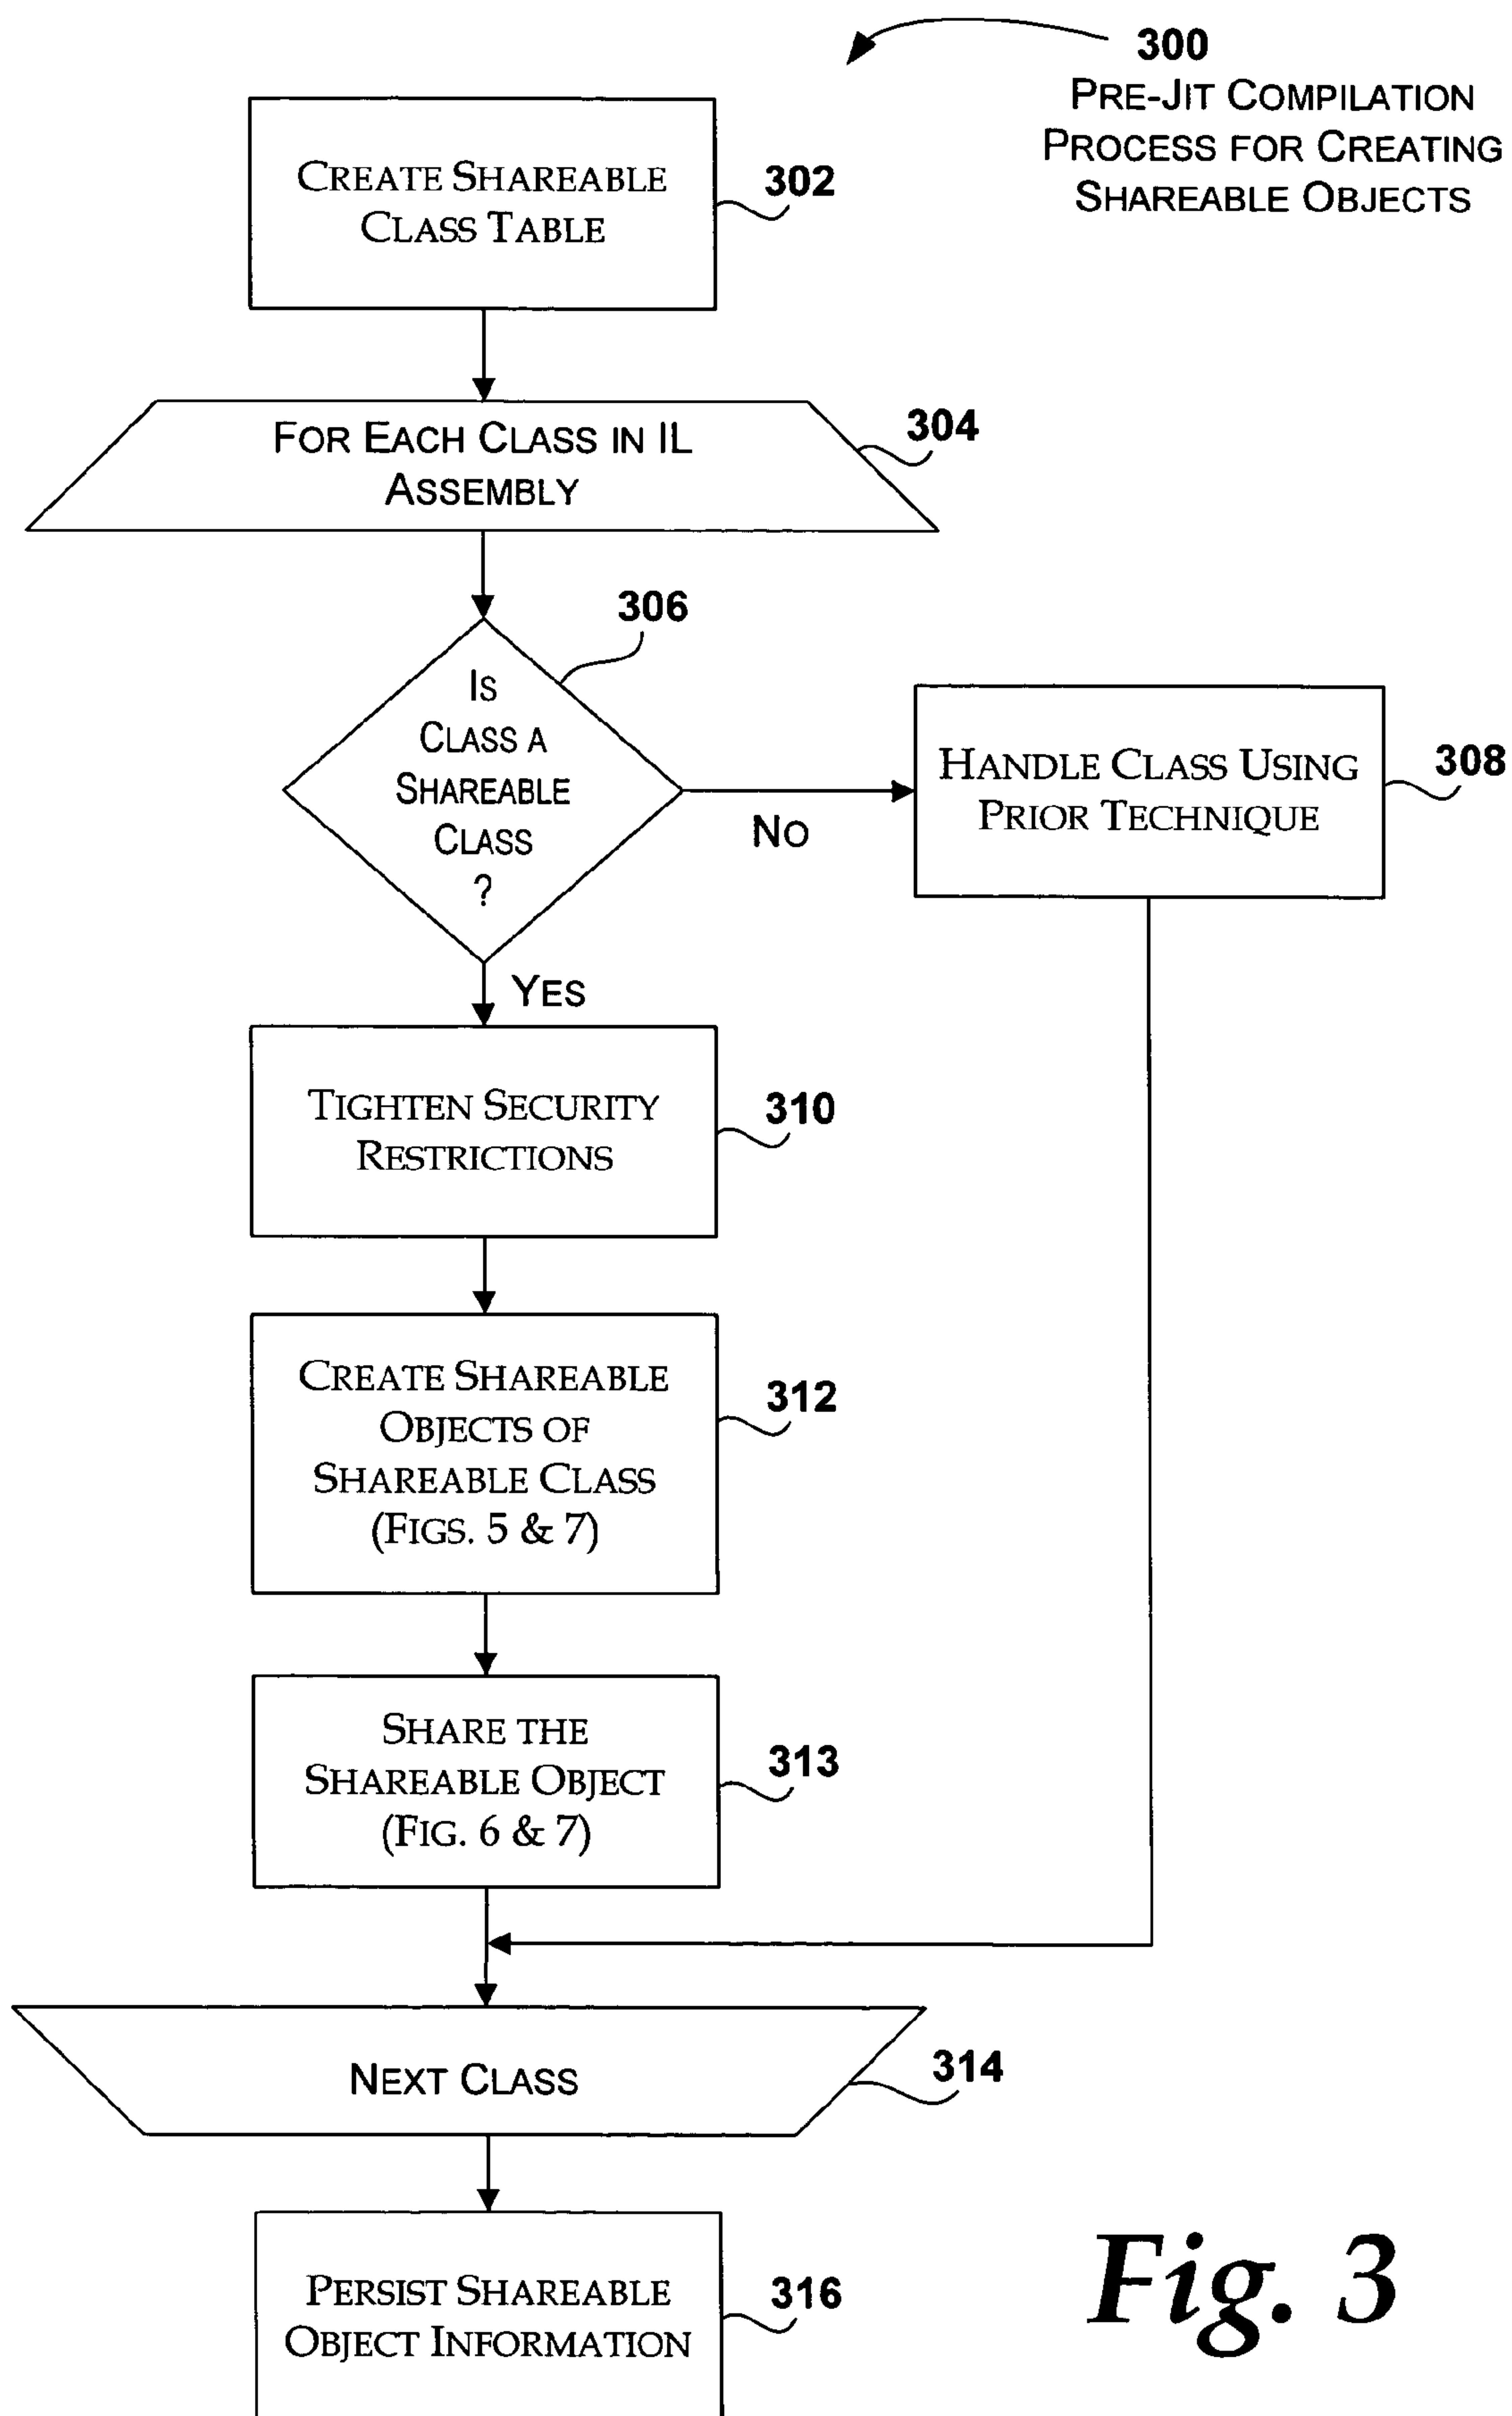 300
PRE-JIT COMPILATION
PROCESS FOR CREATING
SHAREABLE OBJECTS
CREATE SHAREABLE
CLASS TABLE
302
FOR EACH CLASS IN IL
ASSEMBLY
304
306
IS
CLASS A
SHAREABLE
CLASS
?
NO
HANDLE CLASS USING
PRIOR TECHNIQUE
308
YES
TIGHTEN SECURITY
RESTRICTIONS
310
CREATE SHAREABLE
OBJECTS OF
SHAREABLE CLASS
(FIGS. 5 & 7)
312
SHARE THE
SHAREABLE OBJECT
(FIG. 6 & 7)
313
NEXT CLASS
314
PERSIST SHAREABLE
OBJECT INFORMATION
316
Fig. 3